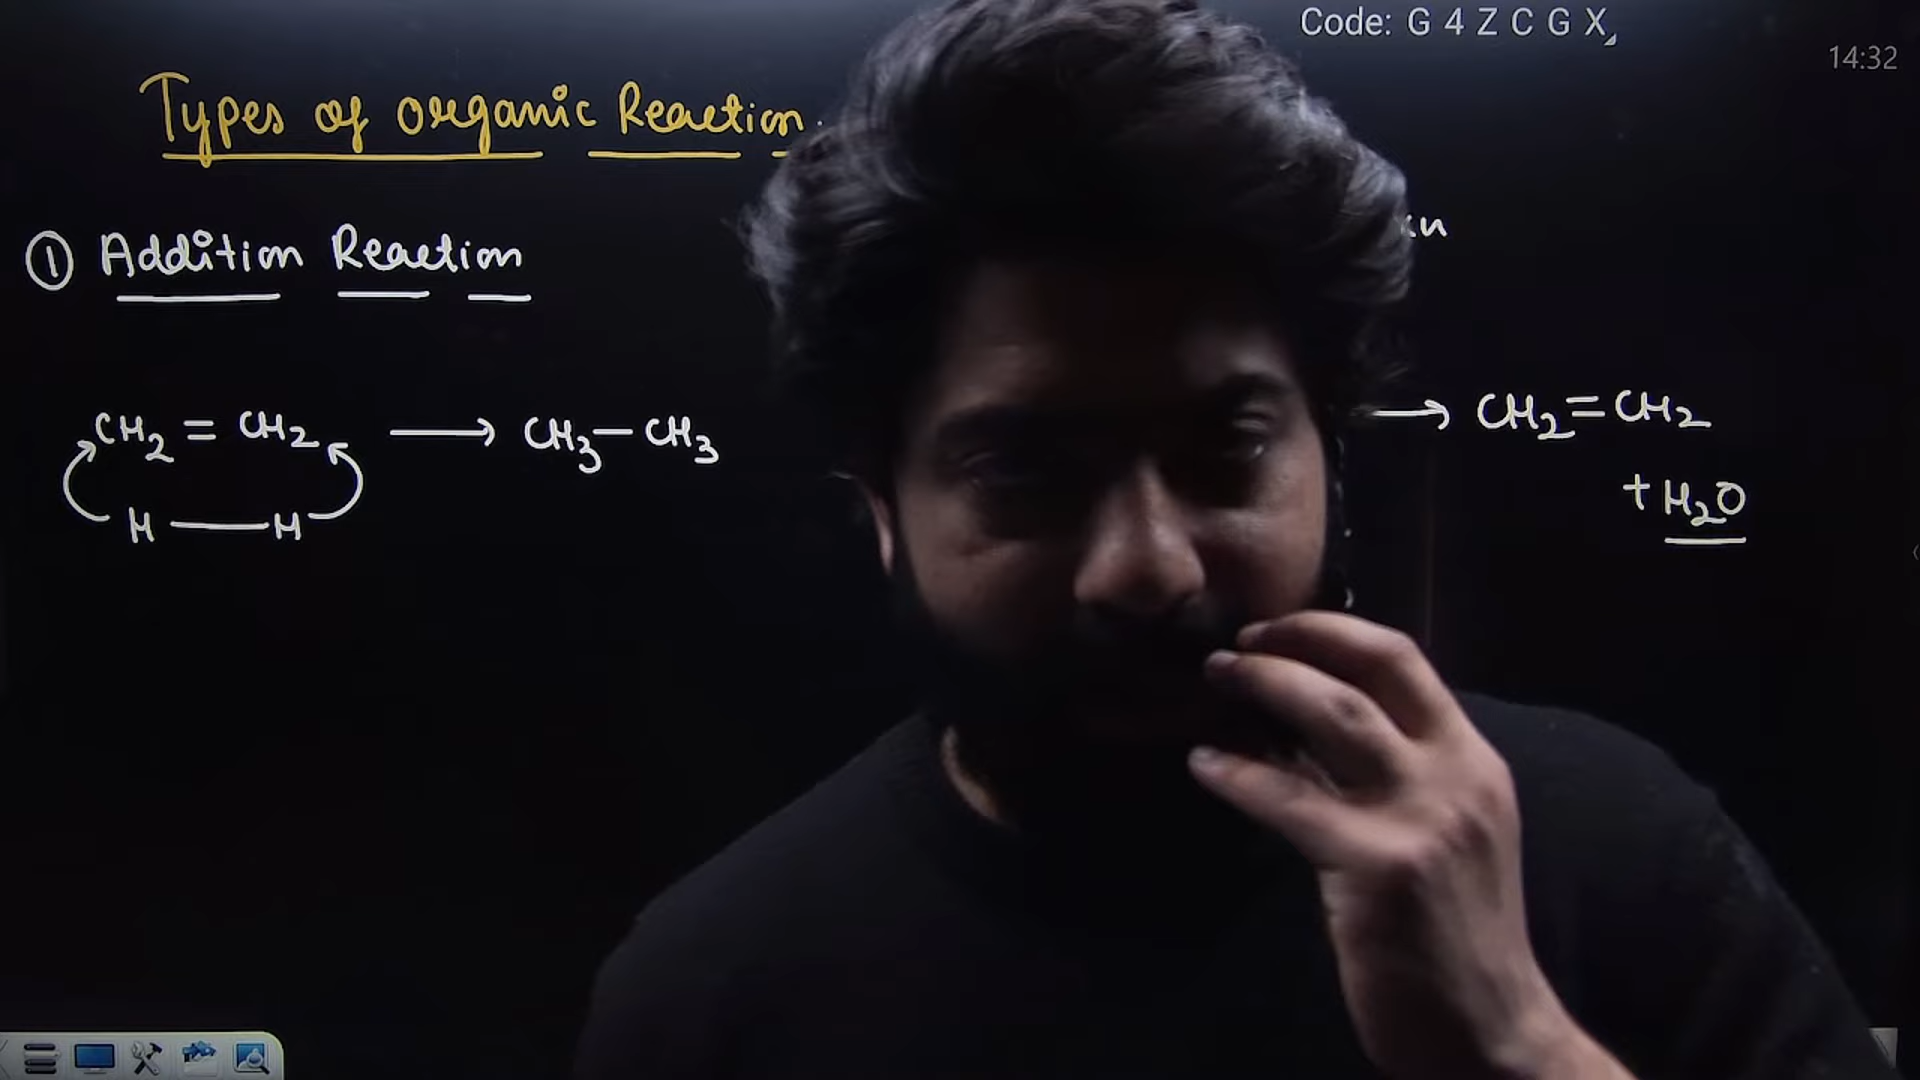 Code: G 4 Z C G X
14:32
Types of organic Reaction
① Addition Reaction
CH₂ = CH₂ ⟶ CH₃—CH₃
H — H
⟶ CH₂=CH₂
+ H₂O